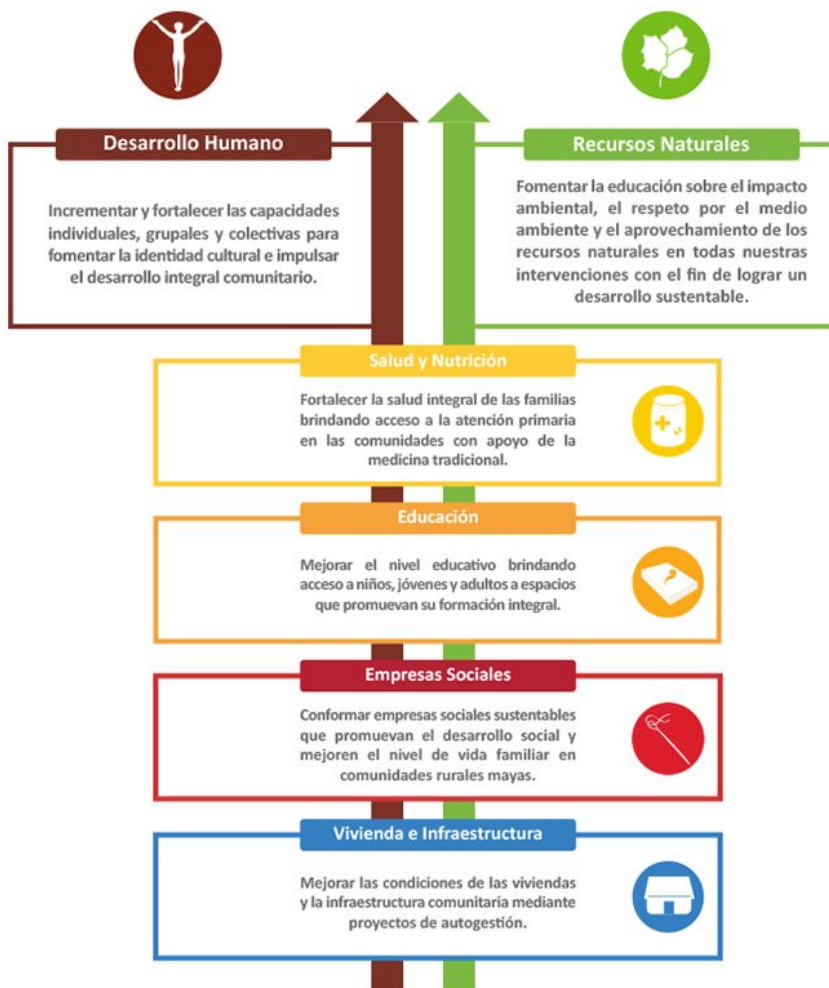 Desarrollo Humano
Incrementar y fortalecer las capacidades
individuales, grupales y colectivas para
fomentar la identidad cultural e impulsar
el desarrollo integral comunitario.
Recursos Naturales
Fomentar la educación sobre el impacto
ambiental, el respeto por el medio
ambiente y el aprovechamiento de los
recursos naturales en todas nuestras
intervenciones con el fin de lograr un
desarrollo sustentable.
Salud y Nutrición
Fortalecer la salud integral de las familias
brindando acceso a la atención primaria
en las comunidades con apoyo de la
medicina tradicional.
Educación
Mejorar el nivel educativo brindando
acceso a niños, jóvenes y adultos a espacios
que promuevan su formación integral.
Empresas Sociales
Conformar empresas sociales sustentables
que promuevan el desarrollo social y
mejoren el nivel de vida familiar en
comunidades rurales mayas.
Vivienda e Infraestructura
Mejorar las condiciones de las viviendas
y la infraestructura comunitaria mediante
proyectos de autogestión.